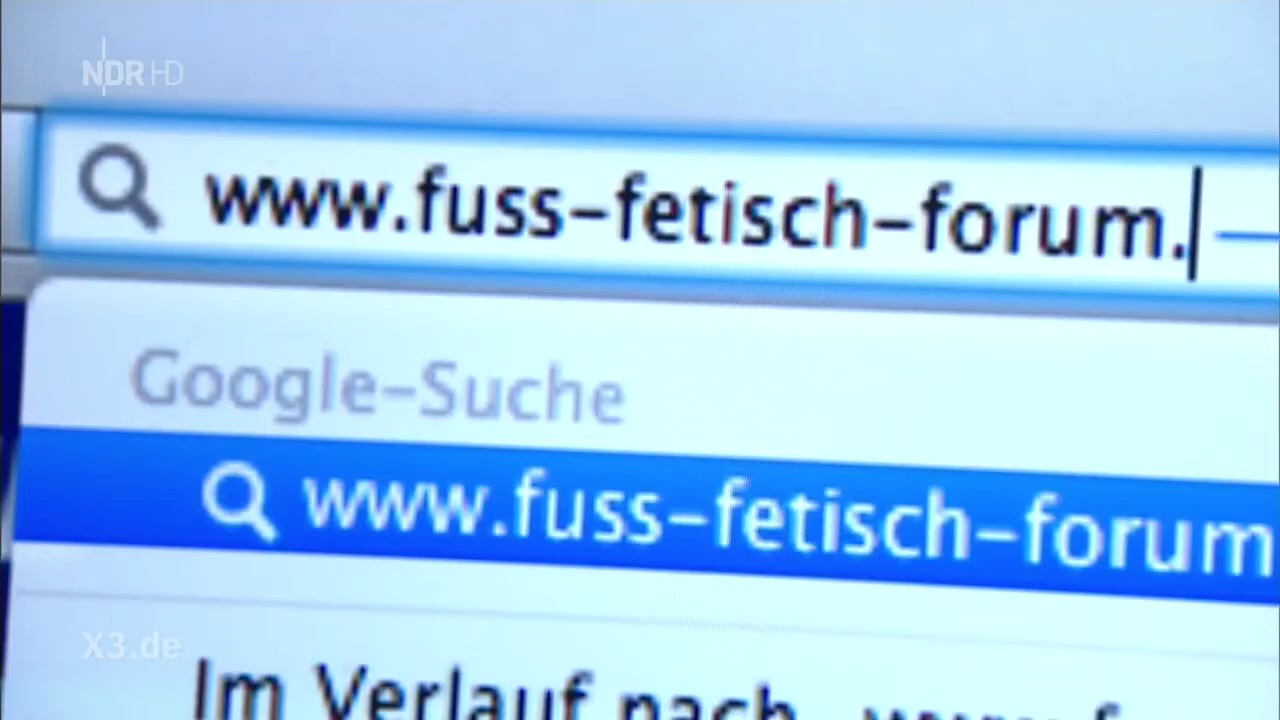 NDR HD
www.fuss-fetisch-forum.
Google-Suche
www.fuss-fetisch-forum
X3.de
Im Verlauf nach